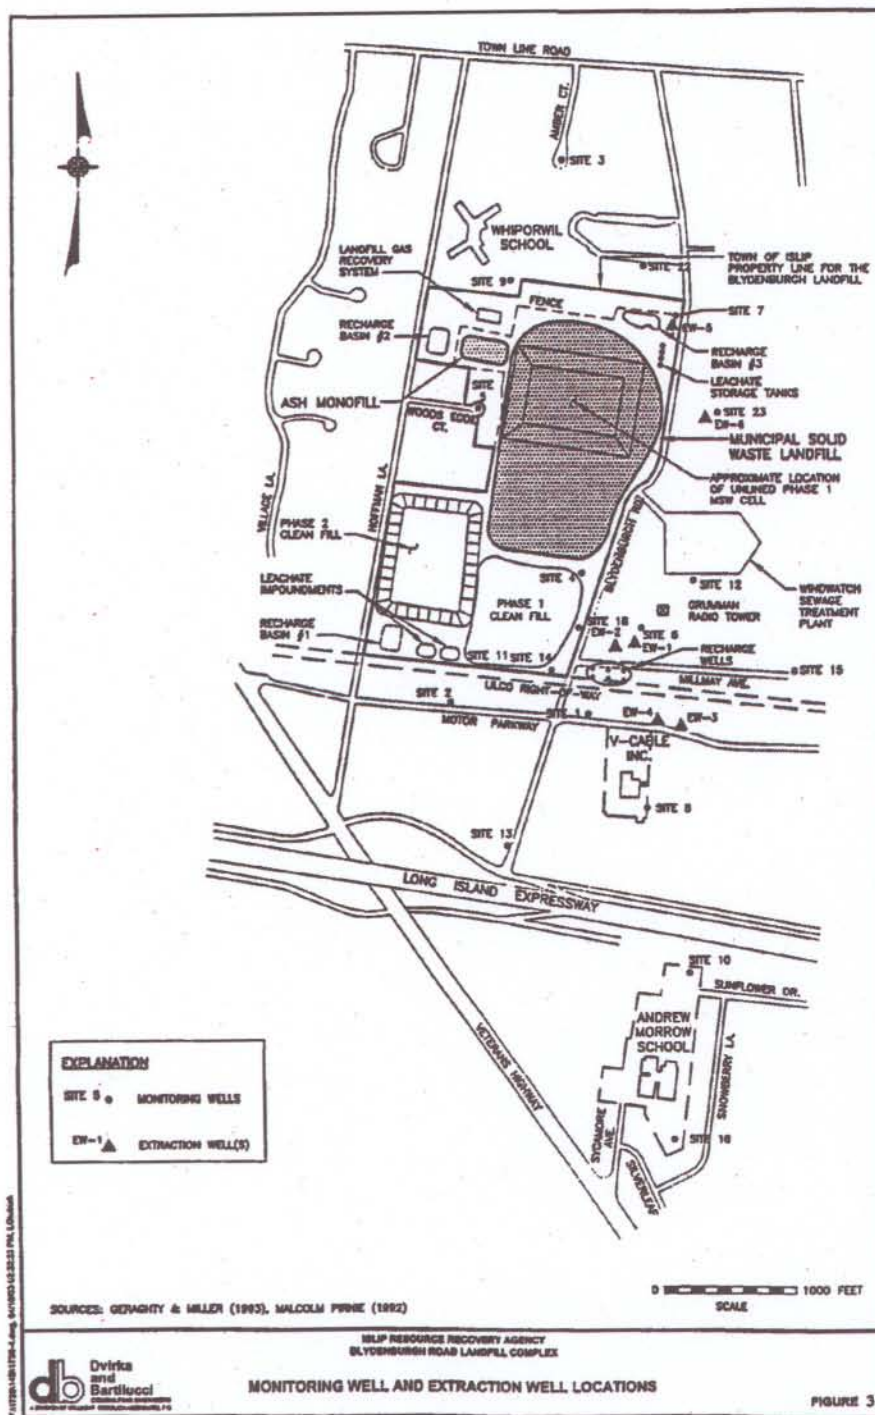 TOWN LINE ROAD
AMBER CT.
SITE 3
WHIPORWIL
SCHOOL
LANDFILL GAS
RECOVERY
SYSTEM
TOWN OF ISLIP
PROPERTY LINE FOR THE
BLYDENBURGH LANDFILL
SITE 22
SITE 9
FENCE
SITE 7
EW-5
RECHARGE
BASIN #2
RECHARGE
BASIN #3
LEACHATE
STORAGE TANKS
ASH MONOFILL
SITE
5
WOODS EDGE
CT.
SITE 23
EW-6
MUNICIPAL SOLID
WASTE LANDFILL
APPROXIMATE LOCATION
OF UNLINED PHASE 1
MSW CELL
VILLAGE LA.
HOFFMAN LA.
BLYDENBURGH RD.
PHASE 2
CLEAN FILL
LEACHATE
IMPOUNDMENTS
SITE 4
SITE 12
WINDWATCH
SEWAGE
TREATMENT
PLANT
PHASE 1
CLEAN FILL
GRUMMAN
RADIO TOWER
SITE 18
EW-2
SITE 6
EW-1
RECHARGE
BASIN #1
SITE 11
SITE 14
RECHARGE
WELLS
SITE 15
MILLMAY AVE.
LILCO RIGHT-OF-WAY
SITE 2
MOTOR PARKWAY
SITE 1
EW-4
EW-3
V-CABLE
INC.
SITE 8
SITE 13
LONG ISLAND EXPRESSWAY
SITE 10
SUNFLOWER DR.
ANDREW
MORROW
SCHOOL
SNOWBERRY LA.
VETERANS HIGHWAY
SYCAMORE
AVE.
SITE 16
SILVERLEAF
EXPLANATION
SITE 5 MONITORING WELLS
EW-1 EXTRACTION WELL(S)
0 1000 FEET
SCALE
SOURCES: GERAGHTY & MILLER (1993), MALCOLM PIRNIE (1992)
ISLIP RESOURCE RECOVERY AGENCY
BLYDENBURGH ROAD LANDFILL COMPLEX
db
Dvirka
and
Bartilucci
CONSULTING ENGINEERS
MONITORING WELL AND EXTRACTION WELL LOCATIONS
FIGURE 3